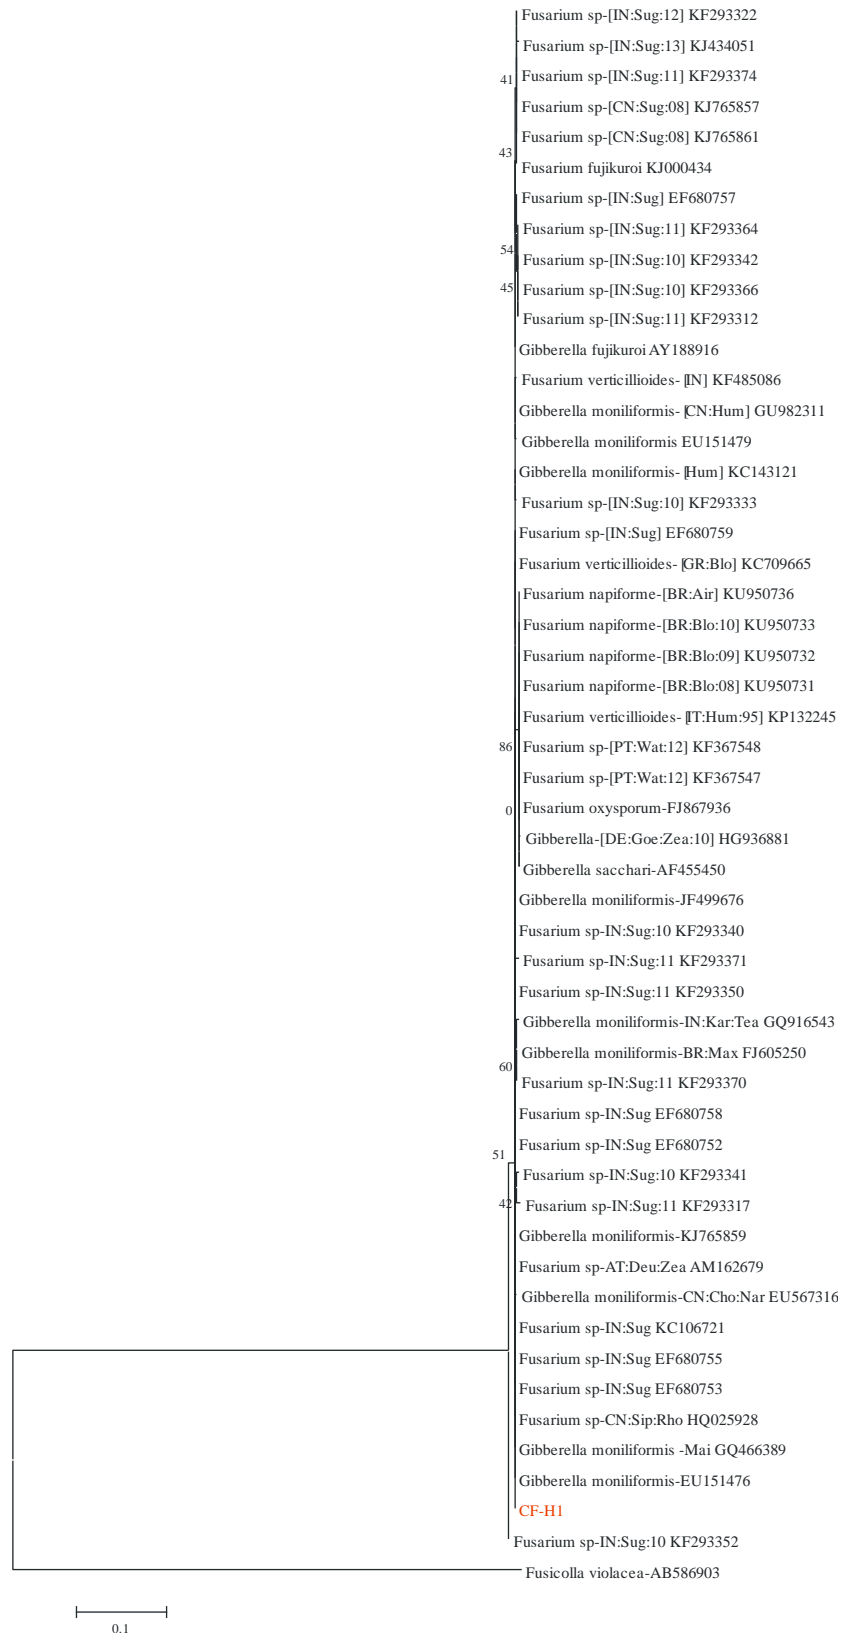 Fusarium sp-[IN:Sug:12] KF293322
Fusarium sp-[IN:Sug:13] KJ434051
41
Fusarium sp-[IN:Sug:11] KF293374
Fusarium sp-[CN:Sug:08] KJ765857
Fusarium sp-[CN:Sug:08] KJ765861
43
Fusarium fujikuroi KJ000434
Fusarium sp-[IN:Sug] EF680757
Fusarium sp-[IN:Sug:11] KF293364
54
Fusarium sp-[IN:Sug:10] KF293342
45
Fusarium sp-[IN:Sug:10] KF293366
Fusarium sp-[IN:Sug:11] KF293312
Gibberella fujikuroi AY188916
Fusarium verticillioides- [IN] KF485086
Gibberella moniliformis- [CN:Hum] GU982311
Gibberella moniliformis EU151479
Gibberella moniliformis- [Hum] KC143121
Fusarium sp-[IN:Sug:10] KF293333
Fusarium sp-[IN:Sug] EF680759
Fusarium verticillioides- [GR:Blo] KC709665
Fusarium napiforme-[BR:Air] KU950736
Fusarium napiforme-[BR:Blo:10] KU950733
Fusarium napiforme-[BR:Blo:09] KU950732
Fusarium napiforme-[BR:Blo:08] KU950731
Fusarium verticillioides- [IT:Hum:95] KP132245
86
Fusarium sp-[PT:Wat:12] KF367548
Fusarium sp-[PT:Wat:12] KF367547
0
Fusarium oxysporum-FJ867936
Gibberella-[DE:Goe:Zea:10] HG936881
Gibberella sacchari-AF455450
Gibberella moniliformis-JF499676
Fusarium sp-IN:Sug:10 KF293340
Fusarium sp-IN:Sug:11 KF293371
Fusarium sp-IN:Sug:11 KF293350
Gibberella moniliformis-IN:Kar:Tea GQ916543
Gibberella moniliformis-BR:Max FJ605250
60
Fusarium sp-IN:Sug:11 KF293370
Fusarium sp-IN:Sug EF680758
Fusarium sp-IN:Sug EF680752
51
Fusarium sp-IN:Sug:10 KF293341
42
Fusarium sp-IN:Sug:11 KF293317
Gibberella moniliformis-KJ765859
Fusarium sp-AT:Deu:Zea AM162679
Gibberella moniliformis-CN:Cho:Nar EU567316
Fusarium sp-IN:Sug KC106721
Fusarium sp-IN:Sug EF680755
Fusarium sp-IN:Sug EF680753
Fusarium sp-CN:Sip:Rho HQ025928
Gibberella moniliformis -Mai GQ466389
Gibberella moniliformis-EU151476
CF-H1
Fusarium sp-IN:Sug:10 KF293352
Fusicolla violacea-AB586903
0.1